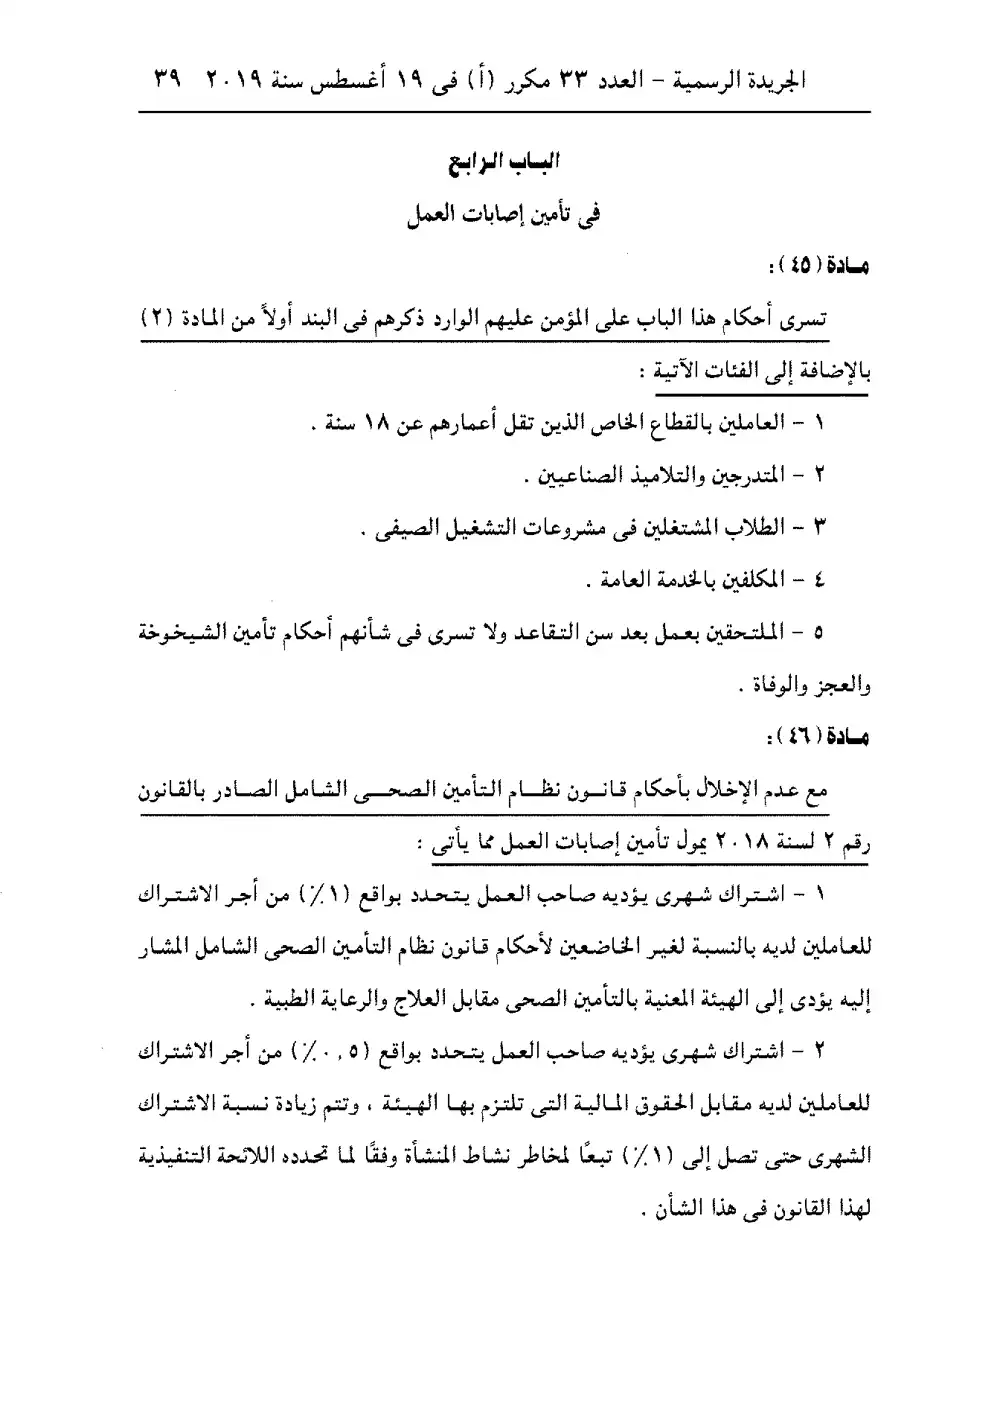 الجريدة الرسمية - العدد ٣٣ مكرر (أ) فى ١٩ أغسطس سنة ٢٠١٩ ٣٩
الباب الرابع
فى تأمين إصابات العمل
مادة (٤٥) :
تسرى أحكام هذا الباب على المؤمن عليهم الوارد ذكرهم فى البند أولاً من المادة (٢)
بالإضافة إلى الفئات الآتية :
١ - العاملين بالقطاع الخاص الذين تقل أعمارهم عن ١٨ سنة .
٢ - المتدرجين والتلاميذ الصناعيين .
٣ - الطلاب المشتغلين فى مشروعات التشغيل الصيفى .
٤ - المكلفين بالخدمة العامة .
٥ - الملتحقين بعمل بعد سن التقاعد ولا تسرى فى شأنهم أحكام تأمين الشيخوخة
والعجز والوفاة .
مادة (٤٦) :
مع عدم الإخلال بأحكام قانون نظام التأمين الصحى الشامل الصادر بالقانون
رقم ٢ لسنة ٢٠١٨ يمول تأمين إصابات العمل مما يأتى :
١ - اشتراك شهرى يؤديه صاحب العمل يتحدد بواقع (١٪) من أجر الاشتراك
للعاملين لديه بالنسبة لغير الخاضعين لأحكام قانون نظام التأمين الصحى الشامل المشار
إليه يؤدى إلى الهيئة المعنية بالتأمين الصحى مقابل العلاج والرعاية الطبية .
٢ - اشتراك شهرى يؤديه صاحب العمل يتحدد بواقع (٠,٥٪) من أجر الاشتراك
للعاملين لديه مقابل الحقوق المالية التى تلتزم بها الهيئة ، وتتم زيادة نسبة الاشتراك
الشهرى حتى تصل إلى (١٪) تبعًا لمخاطر نشاط المنشأة وفقًا لما تحدده اللائحة التنفيذية
لهذا القانون فى هذا الشأن .